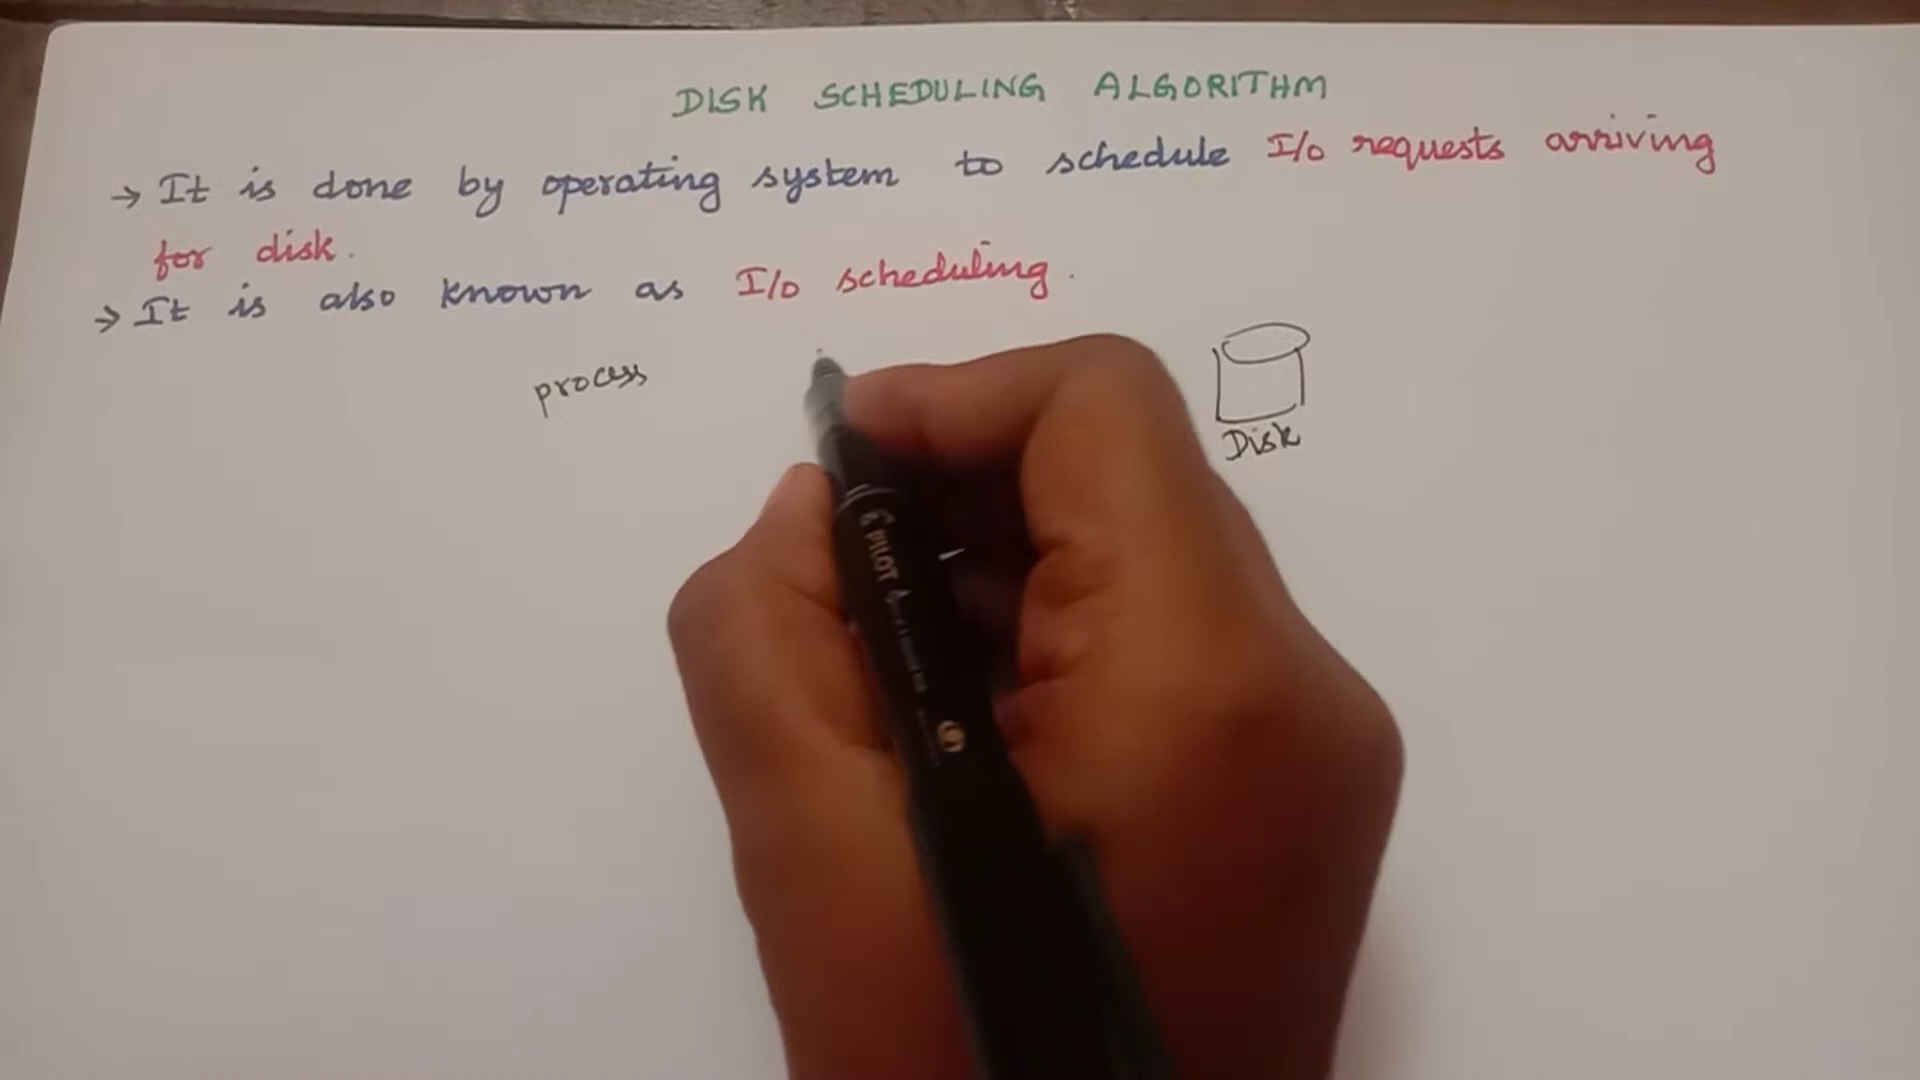 DISK SCHEDULING ALGORITHM
→ It is done by operating system to schedule I/o requests arriving
for disk.
→ It is also known as I/o scheduling.
process
Disk
PILOT